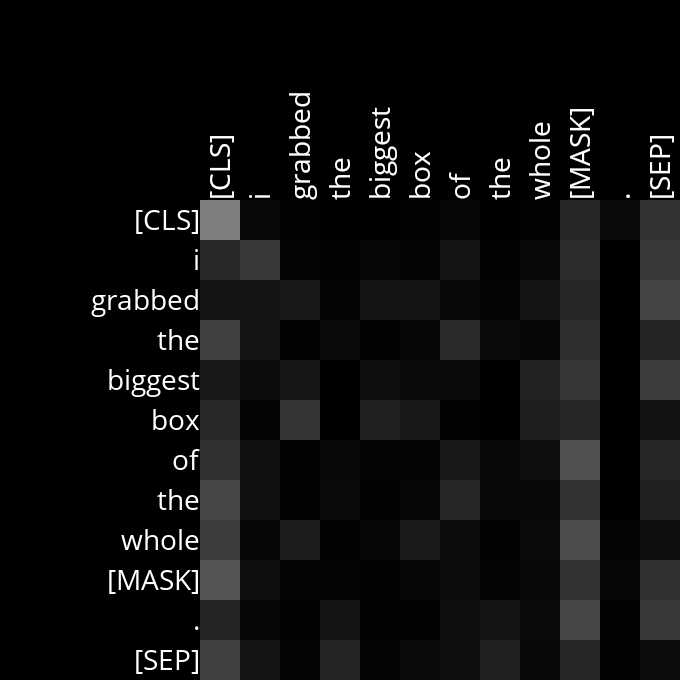 [CLS] i grabbed the biggest box of the whole [MASK] . [SEP]
[CLS]
i
grabbed
the
biggest
box
of
the
whole
[MASK]
.
[SEP]